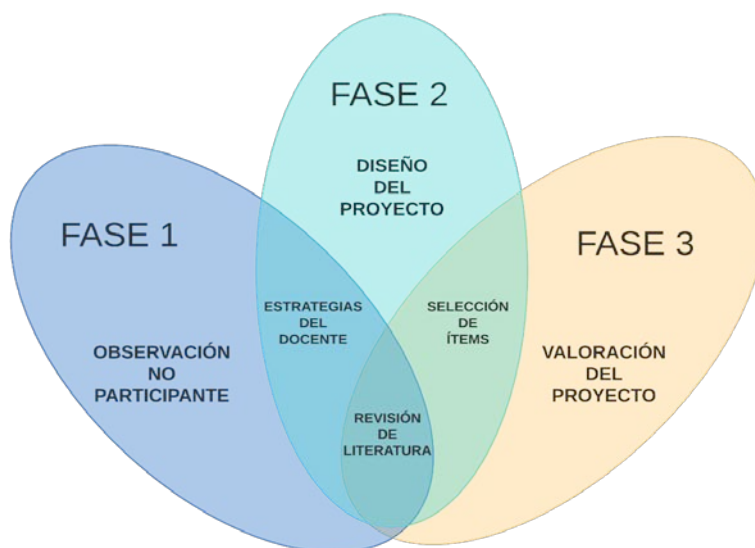 FASE 2
DISEÑO
DEL
PROYECTO
FASE 1
FASE 3
ESTRATEGIAS
DEL
DOCENTE
SELECCIÓN
DE
ÍTEMS
OBSERVACIÓN
NO
PARTICIPANTE
VALORACIÓN
DEL
PROYECTO
REVISIÓN
DE
LITERATURA